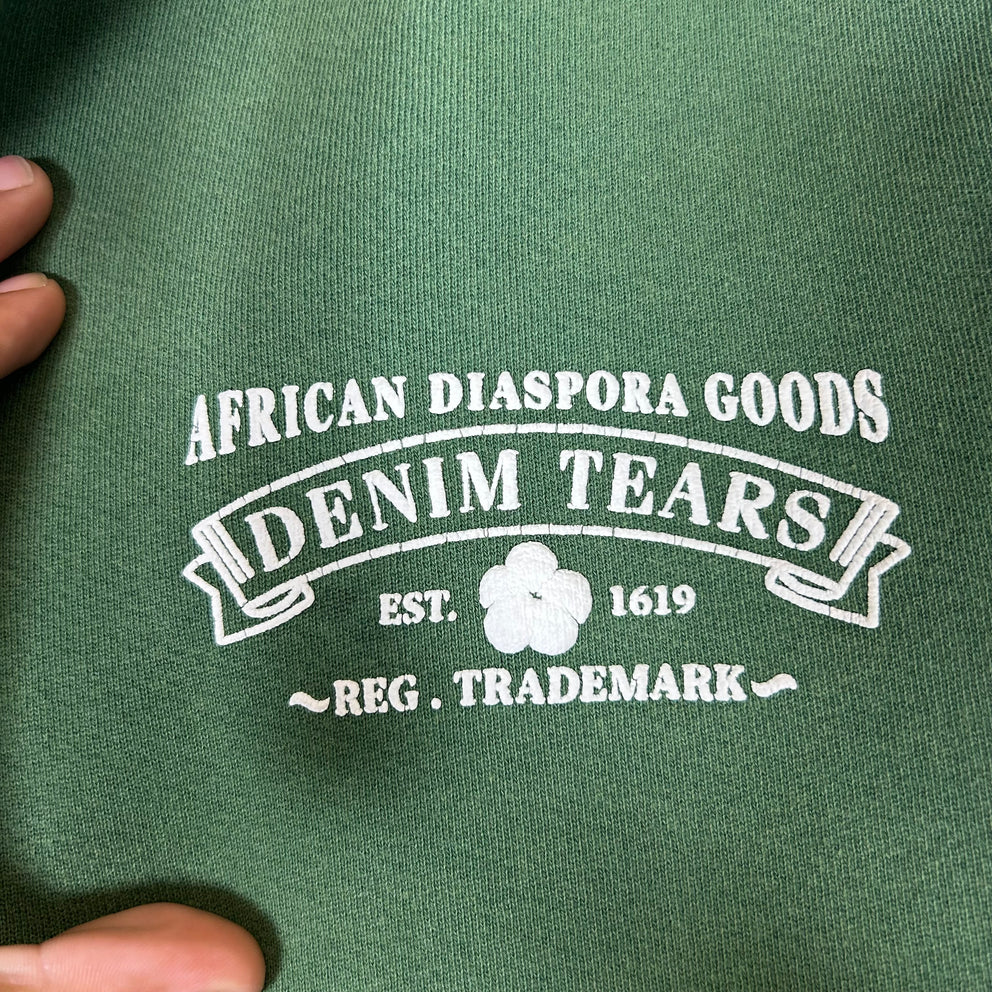 AFRICAN DIASPORA GOODS
DENIM TEARS
EST. 1619
REG . TRADEMARK